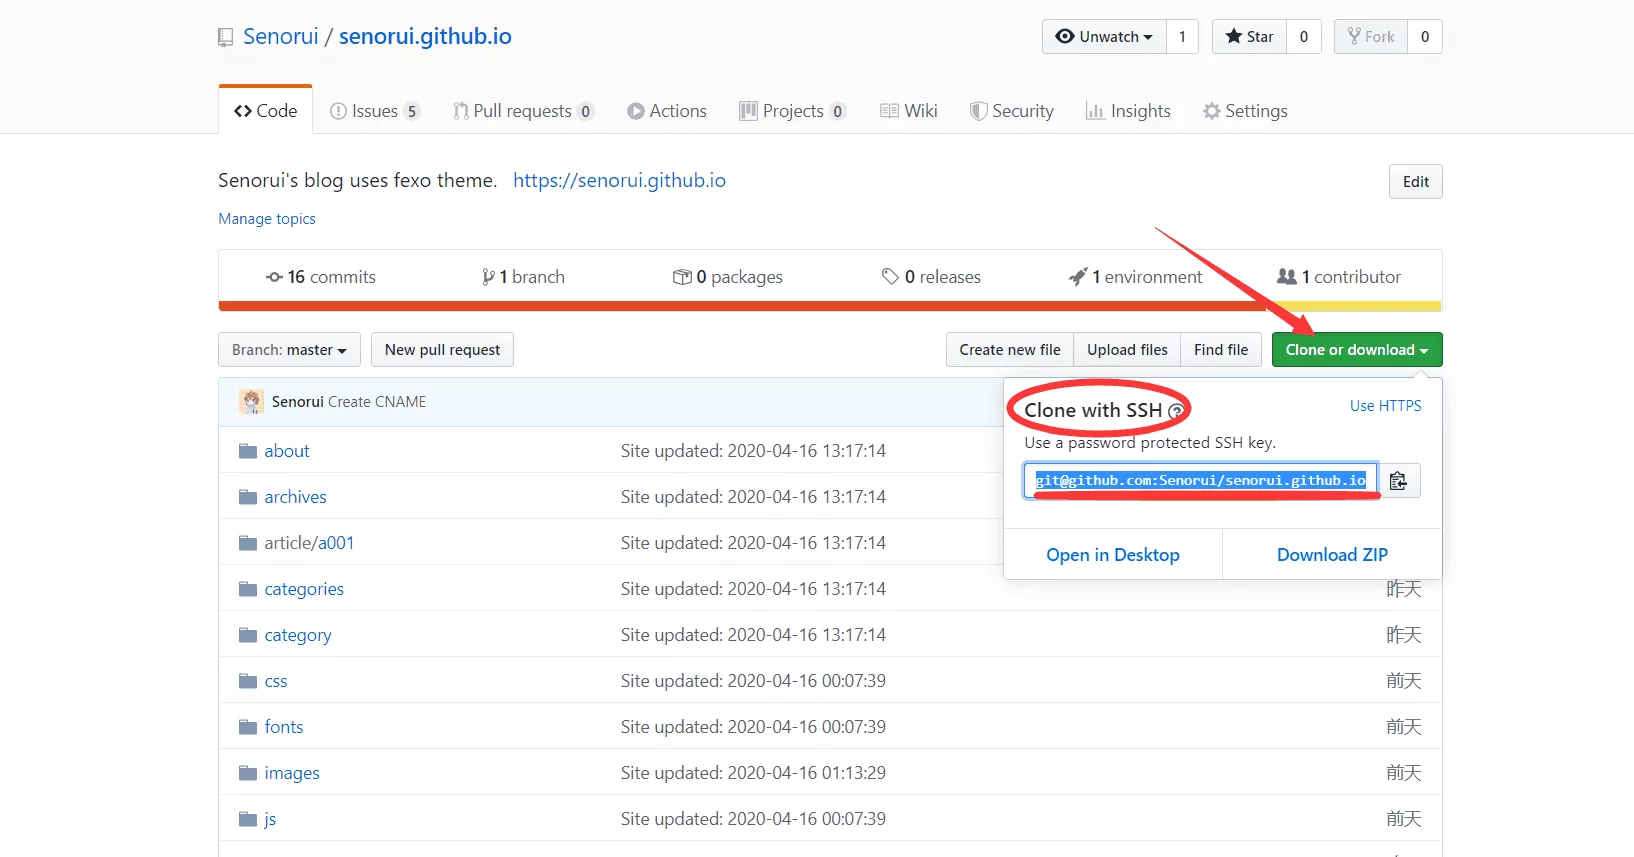 Senorui / senorui.github.io
Unwatch 1 Star 0 Fork 0
Code Issues 5 Pull requests 0 Actions Projects 0 Wiki Security Insights Settings
Senorui's blog uses fexo theme. https://senorui.github.io
Edit
Manage topics
16 commits 1 branch 0 packages 0 releases 1 environment 1 contributor
Branch: master New pull request Create new file Upload files Find file Clone or download
Senorui Create CNAME
Clone with SSH ?
Use HTTPS
Use a password protected SSH key.
git@github.com:Senorui/senorui.github.io
Open in Desktop Download ZIP
about Site updated: 2020-04-16 13:17:14
archives Site updated: 2020-04-16 13:17:14
article/a001 Site updated: 2020-04-16 13:17:14
categories Site updated: 2020-04-16 13:17:14 昨天
category Site updated: 2020-04-16 13:17:14 昨天
css Site updated: 2020-04-16 00:07:39 前天
fonts Site updated: 2020-04-16 00:07:39 前天
images Site updated: 2020-04-16 01:13:29 前天
js Site updated: 2020-04-16 00:07:39 前天